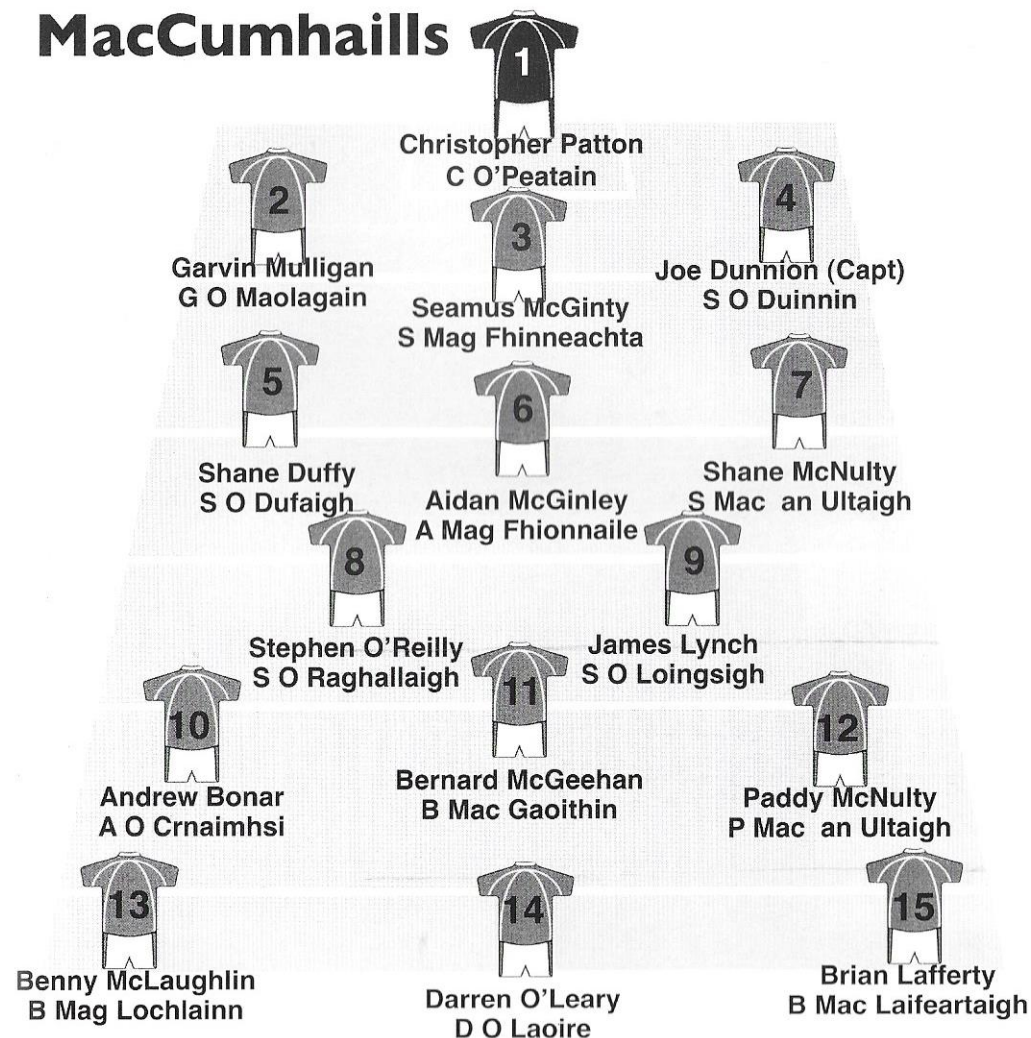 MacCumhaills
1
Christopher Patton
C O'Peatain
2
Garvin Mulligan
G O Maolagain
3
Seamus McGinty
S Mag Fhinneachta
4
Joe Dunnion (Capt)
S O Duinnin
5
Shane Duffy
S O Dufaigh
6
Aidan McGinley
A Mag Fhionnaile
7
Shane McNulty
S Mac an Ultaigh
8
Stephen O'Reilly
S O Raghallaigh
9
James Lynch
S O Loingsigh
10
Andrew Bonar
A O Crnaimhsi
11
Bernard McGeehan
B Mac Gaoithin
12
Paddy McNulty
P Mac an Ultaigh
13
Benny McLaughlin
B Mag Lochlainn
14
Darren O'Leary
D O Laoire
15
Brian Lafferty
B Mac Laifeartaigh